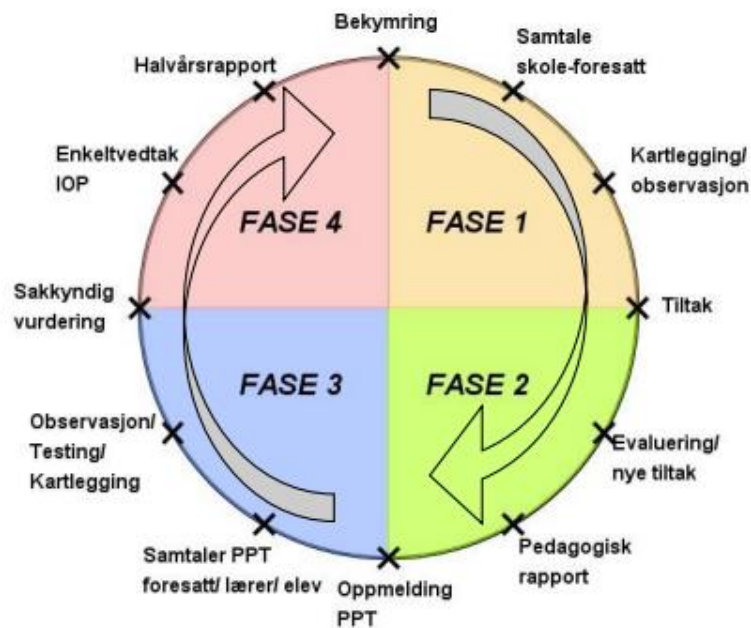 Bekymring
Samtale
skole-foresatt
Kartlegging/
observasjon
Tiltak
Evaluering/
nye tiltak
Pedagogisk
rapport
Oppmelding
PPT
Samtaler PPT
foresatt/ lærer/ elev
Observasjon/
Testing/
Kartlegging
Sakkyndig
vurdering
Enkeltvedtak
IOP
Halvårsrapport
FASE 1
FASE 2
FASE 3
FASE 4